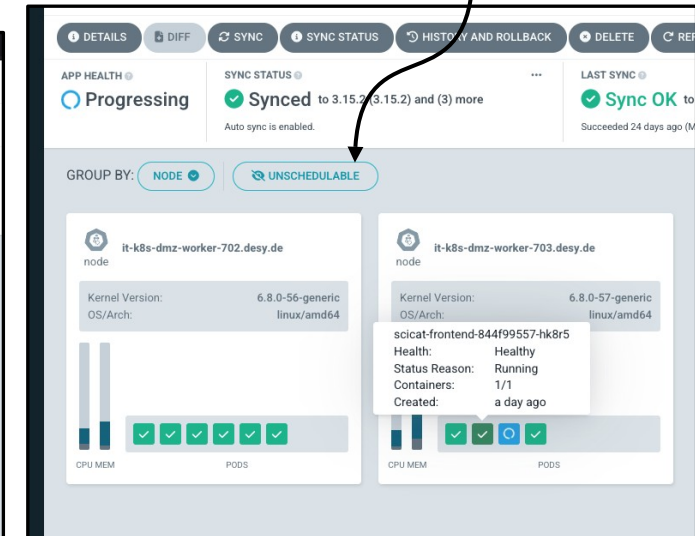 DETAILS DIFF SYNC SYNC STATUS HISTORY AND ROLLBACK DELETE
APP HEALTH SYNC STATUS ... LAST SYNC
Progressing Synced to 3.15.2 (3.15.2) and (3) more Sync OK to
Auto sync is enabled. Succeeded 24 days ago
GROUP BY: NODE UNSCHEDULABLE
it-k8s-dmz-worker-702.desy.de it-k8s-dmz-worker-703.desy.de
node node
Kernel Version: 6.8.0-56-generic Kernel Version: 6.8.0-57-generic
OS/Arch: linux/amd64 OS/Arch: linux/amd64
scicat-frontend-844f99557-hk8r5
Health: Healthy
Status Reason: Running
Containers: 1/1
Created: a day ago
CPU MEM PODS CPU MEM PODS